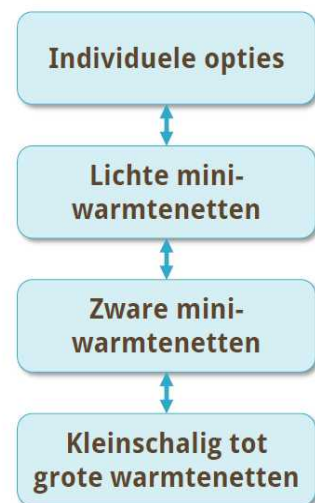 Individuele opties
Lichte mini-
warmtenetten
Zware mini-
warmtenetten
Kleinschalig tot
grote warmtenetten